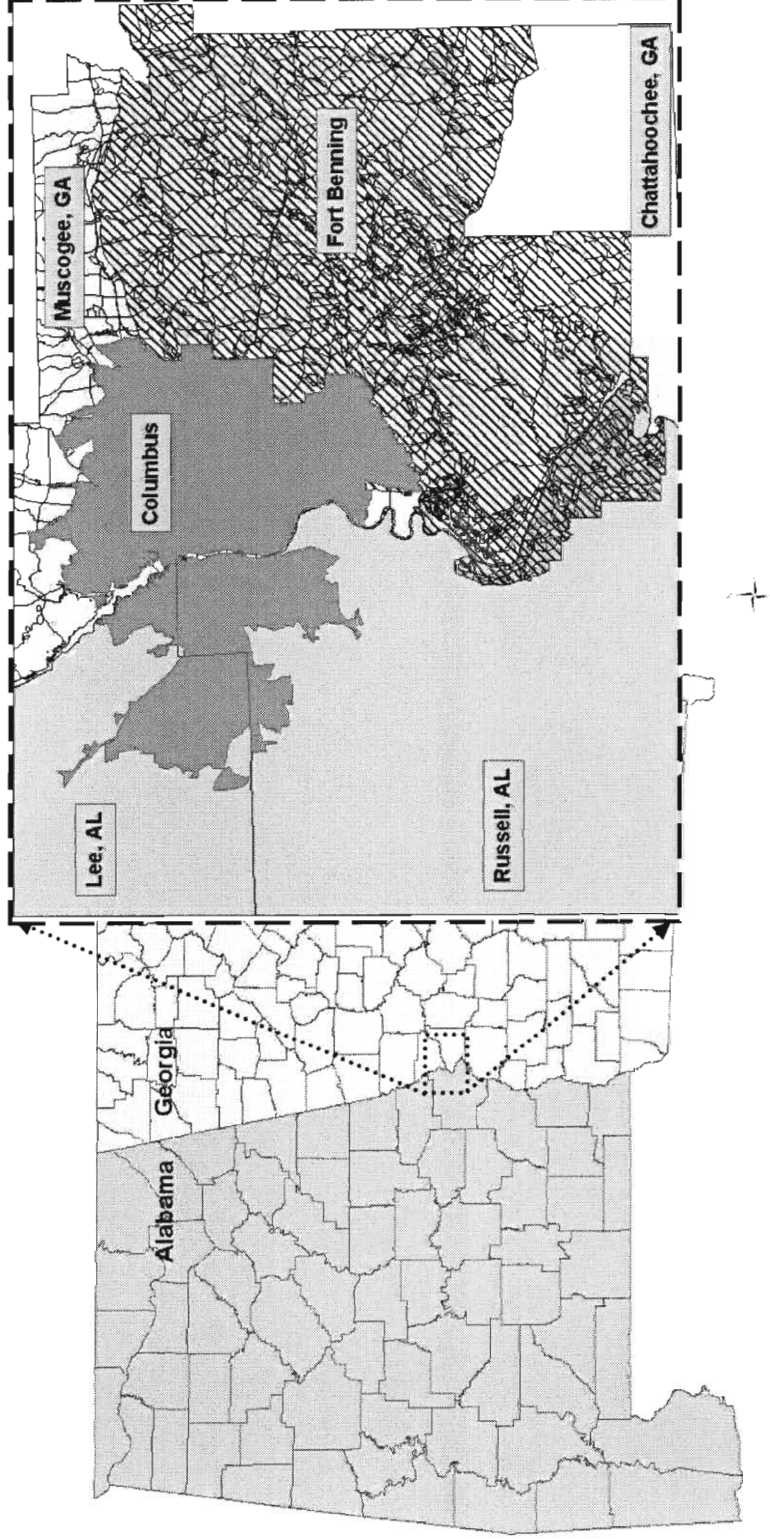 Alabama
Georgia
Lee, AL
Columbus
Muscogee, GA
Russell, AL
Fort Benning
Chattahoochee, GA